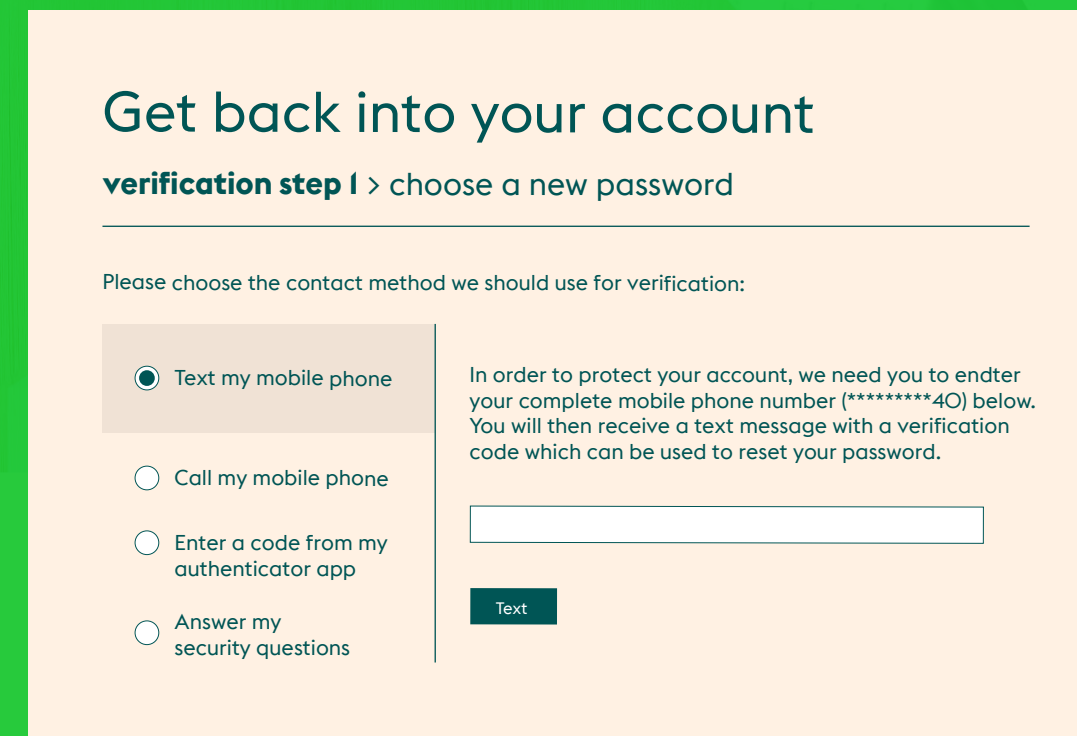 Get back into your account
verification step 1 > choose a new password
Please choose the contact method we should use for verification:
Text my mobile phone
Call my mobile phone
Enter a code from my
authenticator app
Answer my
security questions
In order to protect your account, we need you to endter
your complete mobile phone number (*********40) below.
You will then receive a text message with a verification
code which can be used to reset your password.
Text